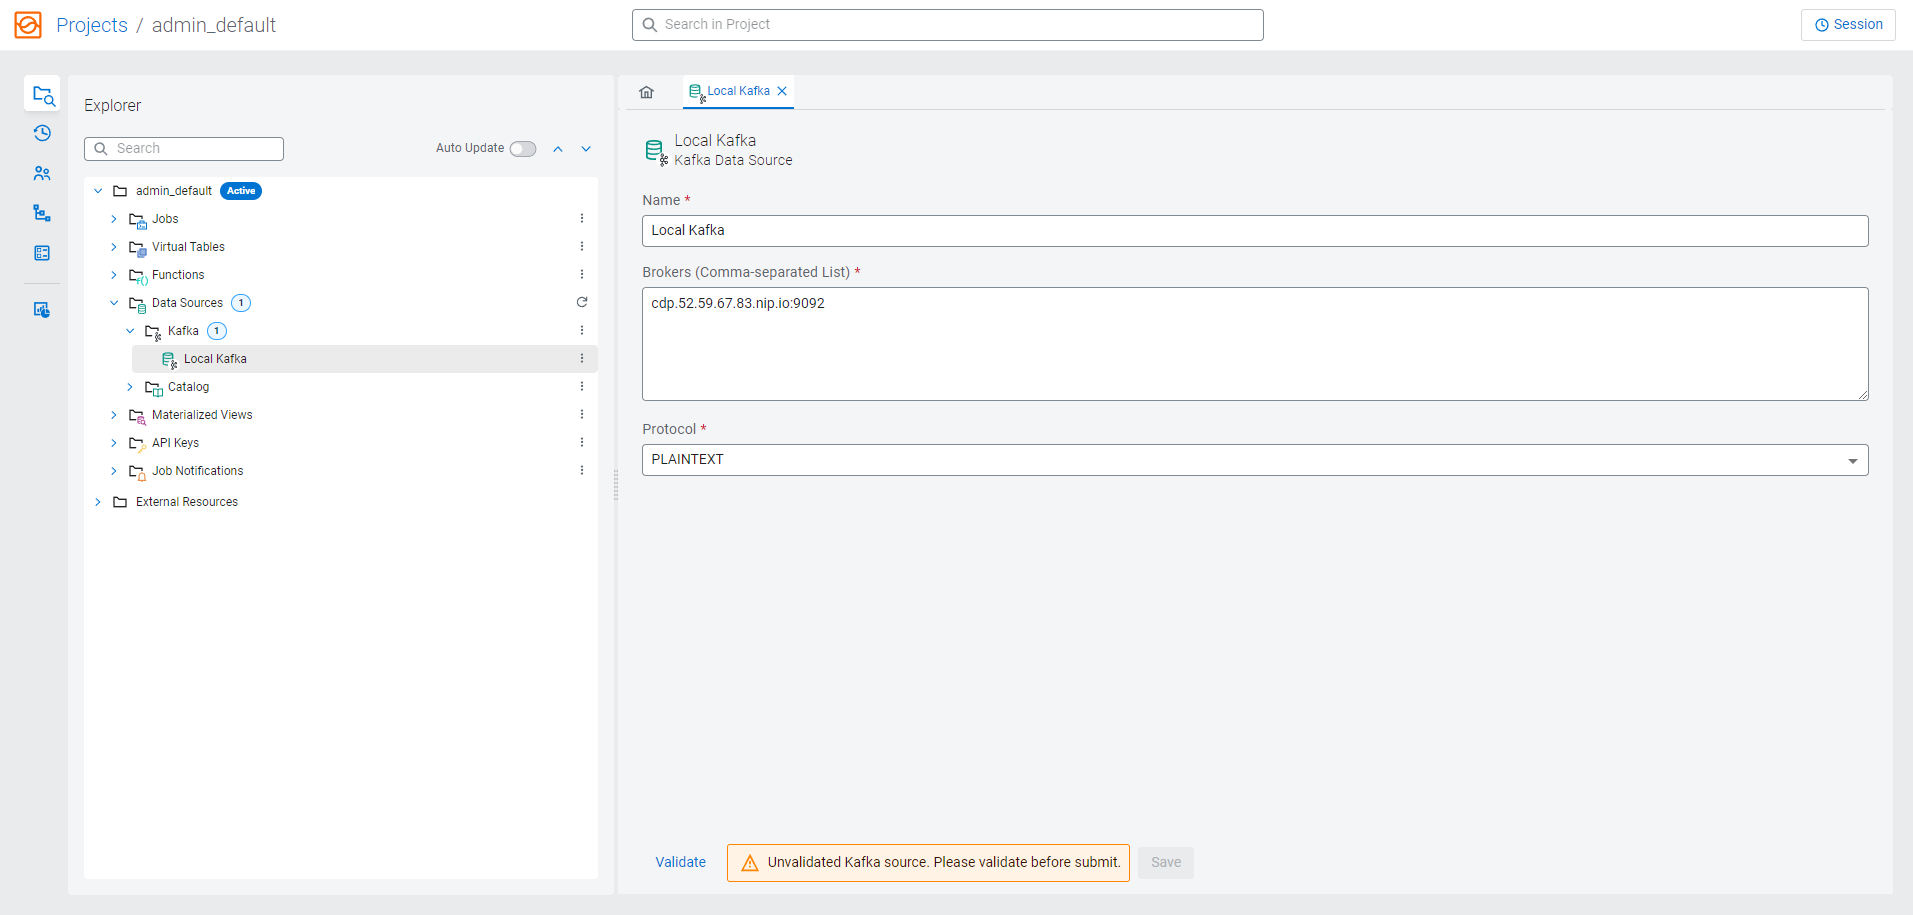 Projects / admin_default
Search in Project
Session
Explorer
Search
Auto Update
admin_default Active
Jobs
Virtual Tables
Functions
Data Sources 1
Kafka 1
Local Kafka
Catalog
Materialized Views
API Keys
Job Notifications
External Resources
Local Kafka
Local Kafka
Kafka Data Source
Name *
Local Kafka
Brokers (Comma-separated List) *
cdp.52.59.67.83.nip.io:9092
Protocol *
PLAINTEXT
Validate
Unvalidated Kafka source. Please validate before submit.
Save